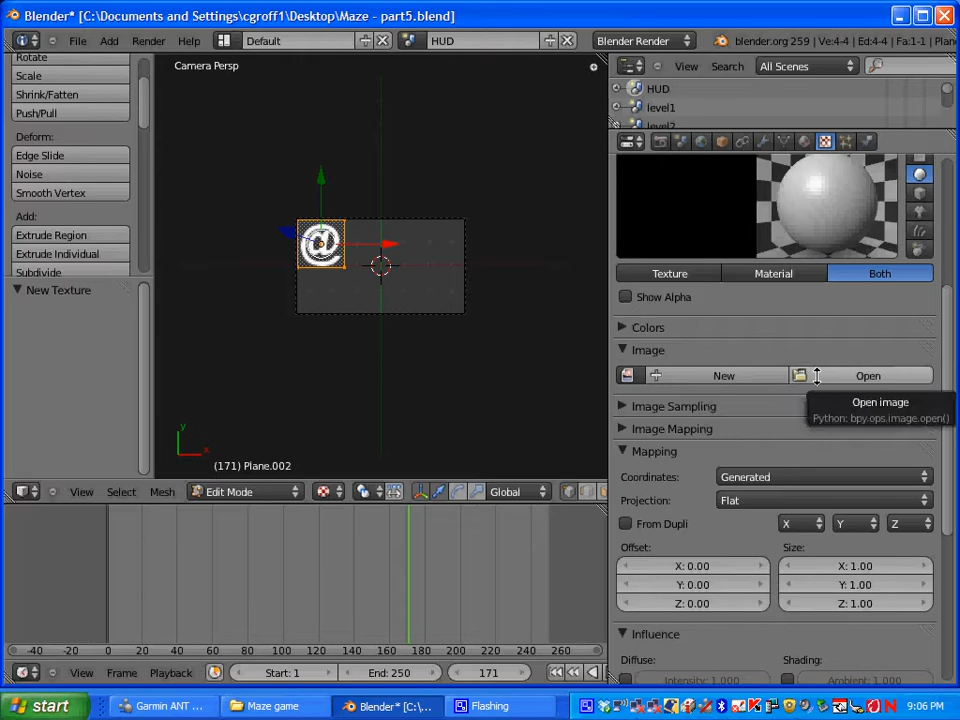 Blender* [C:\Documents and Settings\cgroff1\Desktop\Maze - part5.blend]
File Add Render Help Default HUD Blender Render blender.org 259 | Ve:4-4 | Ed:4-4 | Fa:1-1 |
Rotate
Scale
Shrink/Fatten
Push/Pull
Deform:
Edge Slide
Noise
Smooth Vertex
Add:
Extrude Region
Extrude Individual
Subdivide
New Texture
Camera Persp
@
y
x
(171) Plane.002
View Select Mesh Edit Mode Global
-40 -20 0 20 40 60 80 100 120 140 160 180 200 220 240 260
View Frame Playback Start: 1 End: 250 171
View Search All Scenes
HUD
level1
level2
Texture Material Both
Show Alpha
Colors
Image
New Open
Open image
Python: bpy.ops.image.open()
Image Sampling
Image Mapping
Mapping
Coordinates: Generated
Projection: Flat
From Dupli X Y Z
Offset: Size:
X: 0.00 X: 1.00
Y: 0.00 Y: 1.00
Z: 0.00 Z: 1.00
Influence
Diffuse: Shading:
Intensity: 1.000 Ambient: 1.000
start Garmin ANT ... Maze game Blender* [C:\... Flashing 9:06 PM